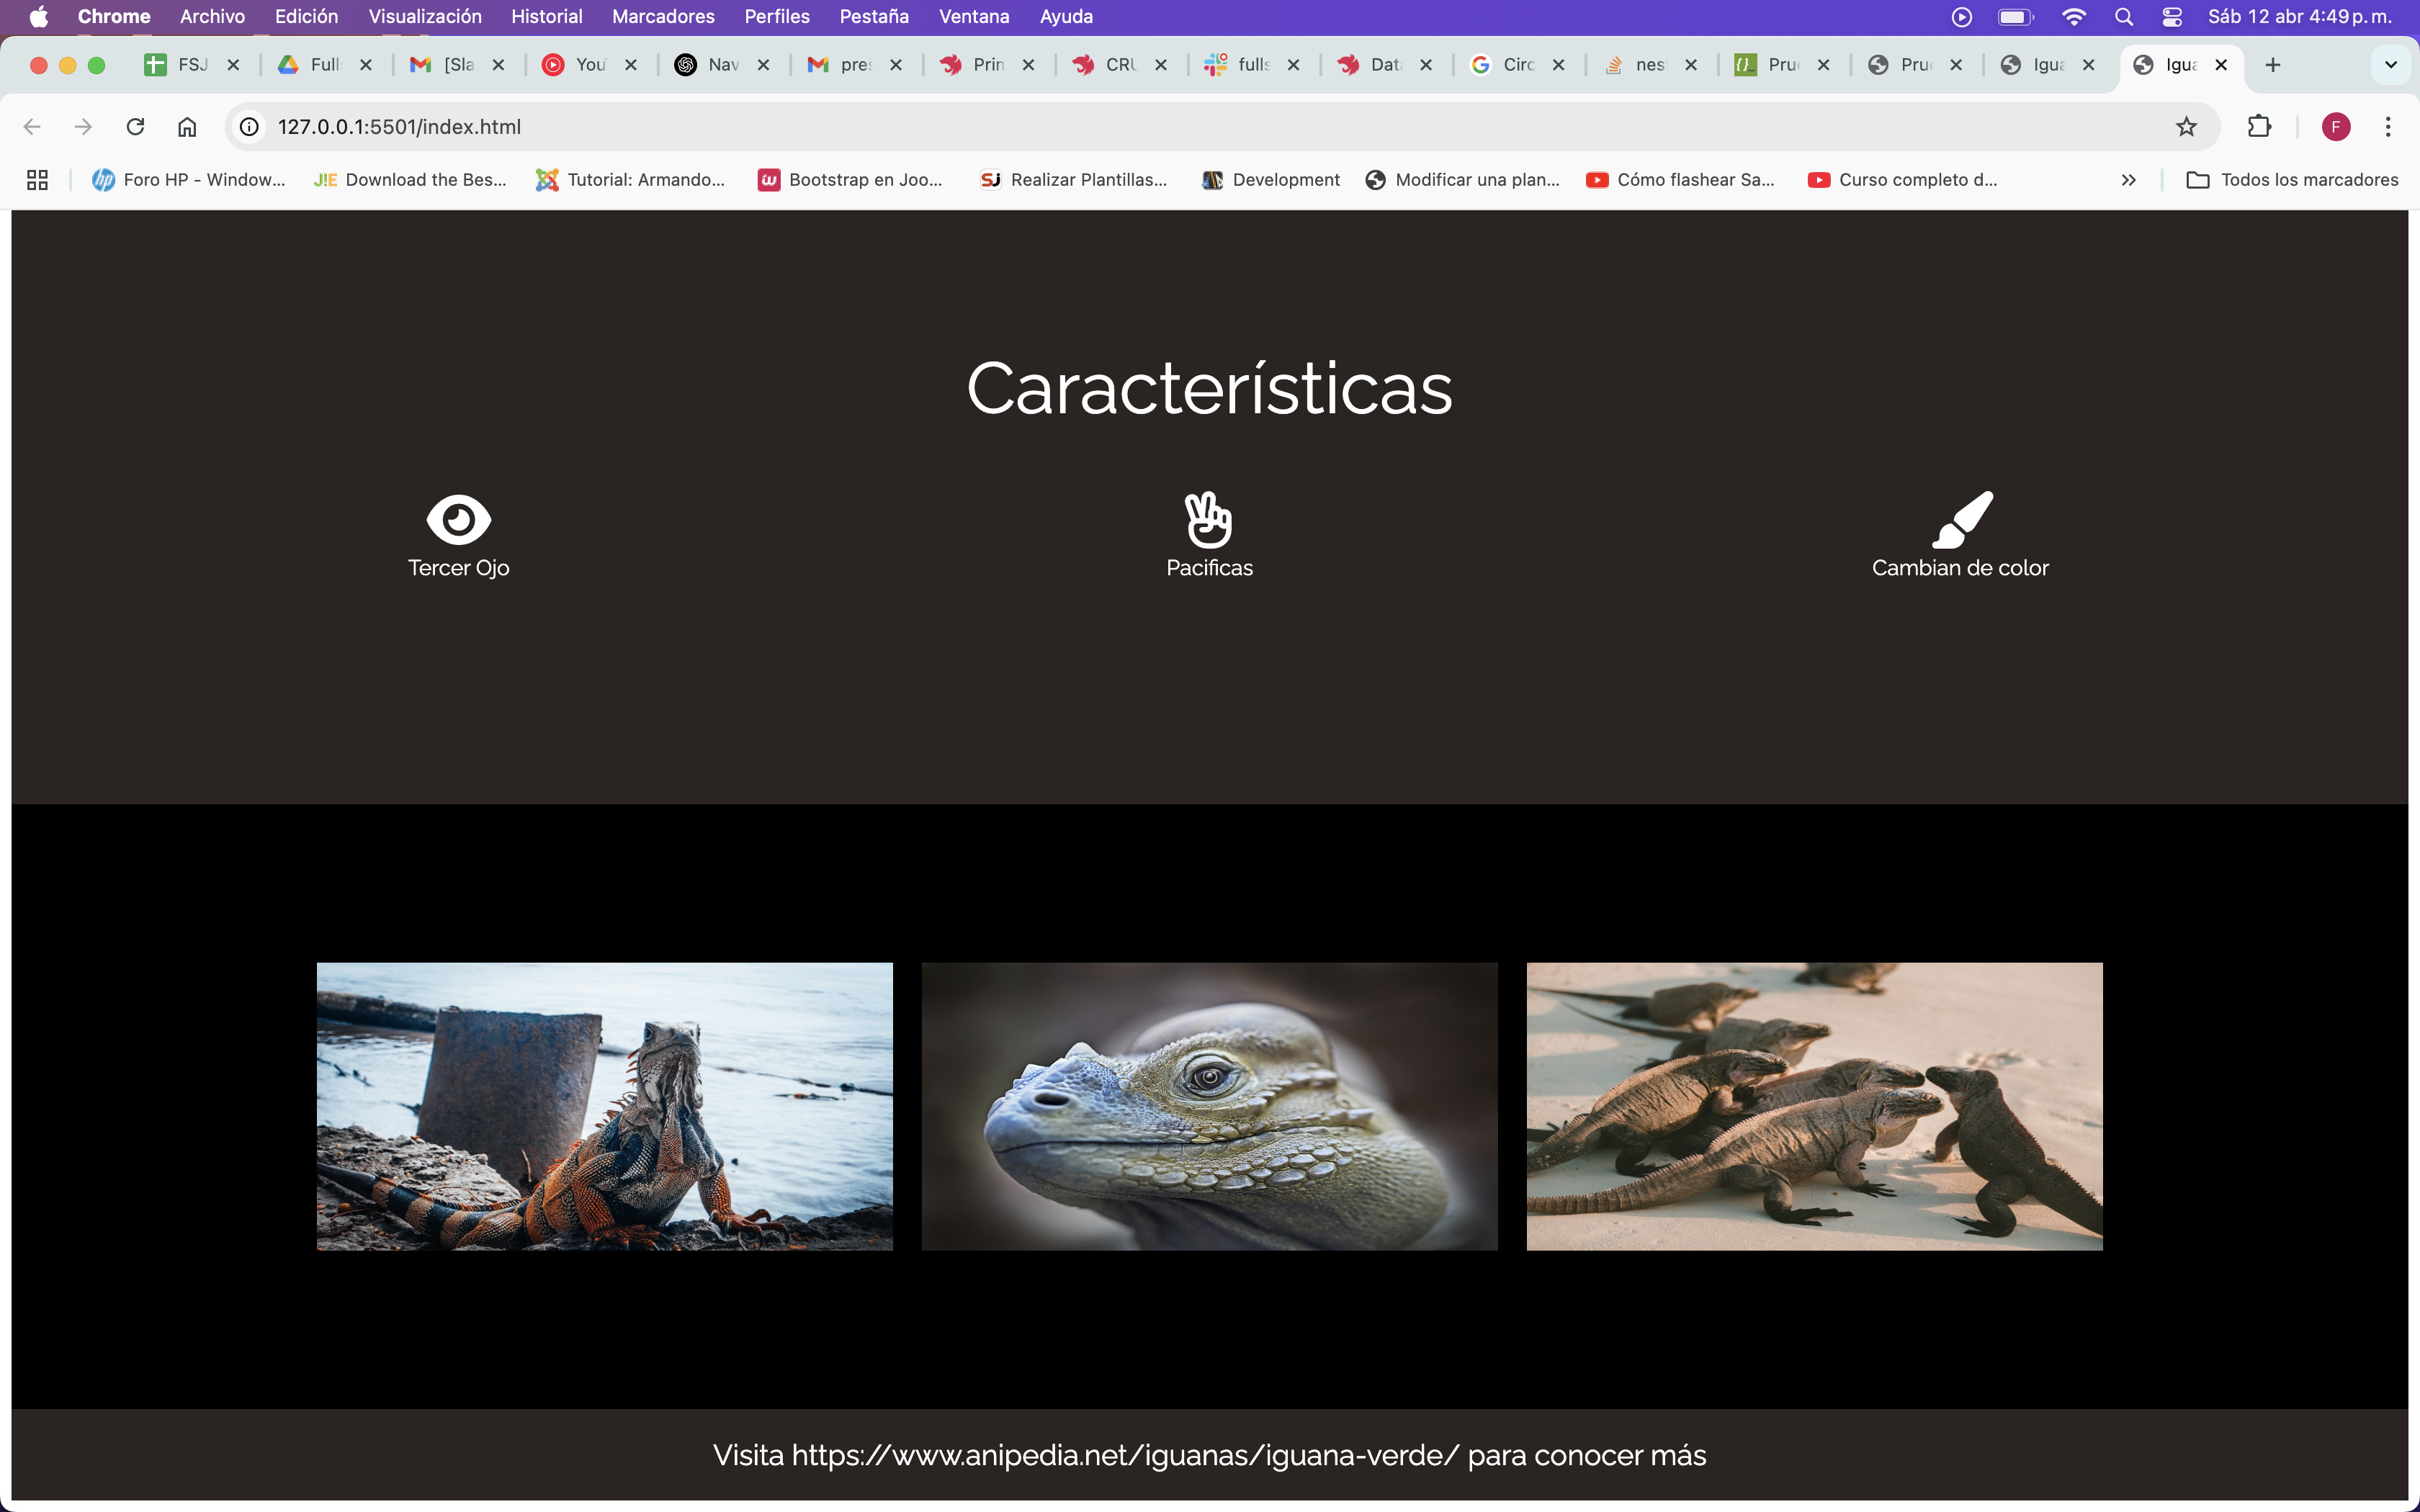 Chrome Archivo Edición Visualización Historial Marcadores Perfiles Pestaña Ventana Ayuda Sáb 12 abr 4:49 p. m.
FSJ Full [Sla You Nav pre Prin CRU fulls Dat Circ nes Pru Pru Igua Igua
127.0.0.1:5501/index.html F
Foro HP - Window... Download the Bes... Tutorial: Armando... Bootstrap en Joo... Realizar Plantillas... Development Modificar una plan... Cómo flashear Sa... Curso completo d... Todos los marcadores
Características
Tercer Ojo Pacificas Cambian de color
Visita https://www.anipedia.net/iguanas/iguana-verde/ para conocer más